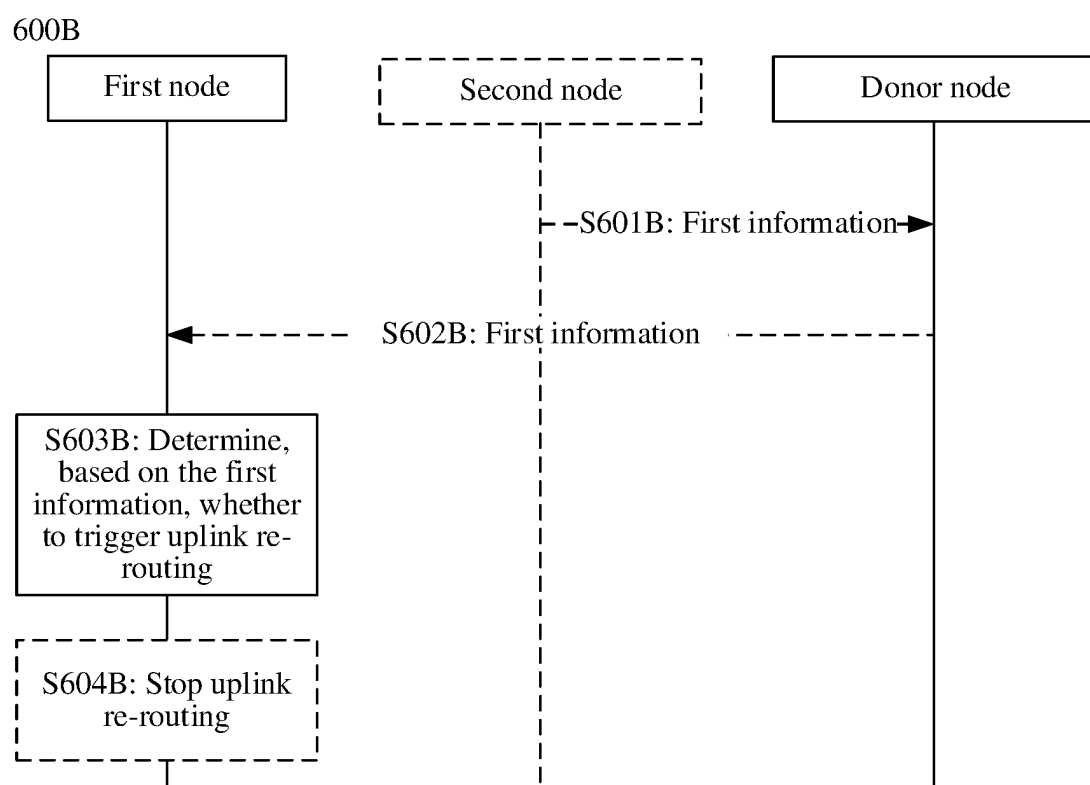 600B
First node
Second node
Donor node
S601B: First information
S602B: First information
S603B: Determine,
based on the first
information, whether
to trigger uplink re-
routing
S604B: Stop uplink
re-routing